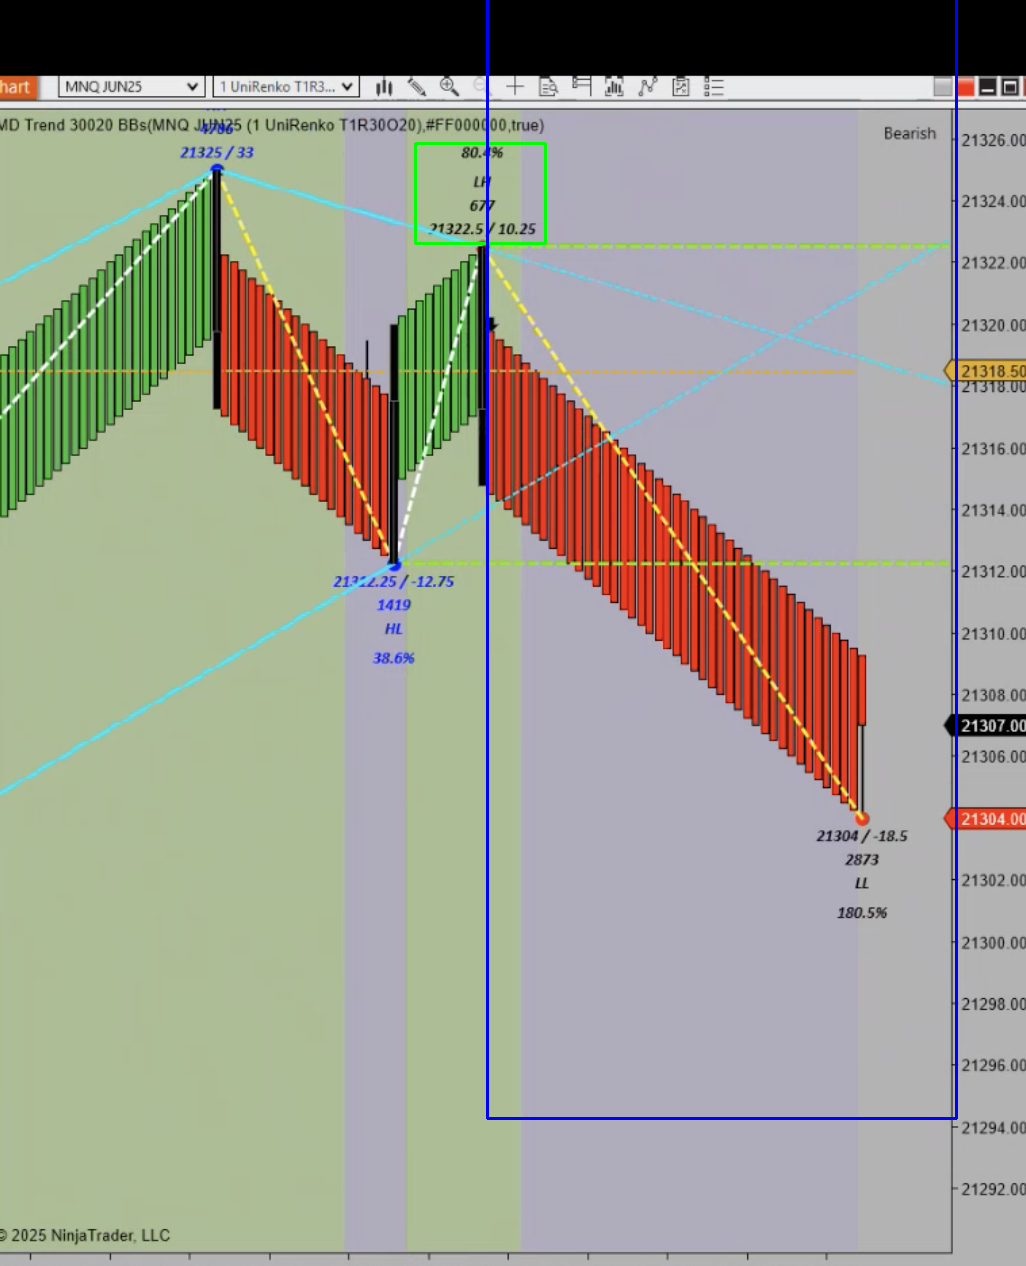 hart
MNQ JUN25
1 UniRenko T1R3...
MD Trend 30020 BBs(MNQ JUN25 (1 UniRenko T1R30O20),#FF000000,true)
Bearish
4786
21325 / 33
80.4%
LH
677
21322.5 / 10.25
21312.25 / -12.75
1419
HL
38.6%
21304 / -18.5
2873
LL
180.5%
21326.00
21324.00
21322.00
21320.00
21318.50
21318.00
21316.00
21314.00
21312.00
21310.00
21308.00
21307.00
21306.00
21304.00
21302.00
21300.00
21298.00
21296.00
21294.00
21292.00
© 2025 NinjaTrader, LLC